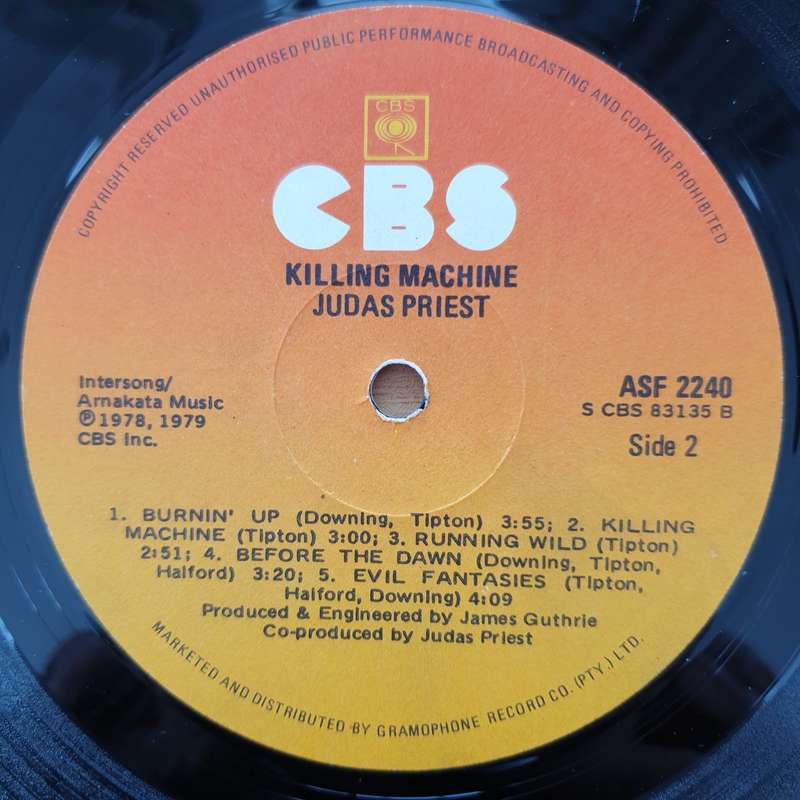 COPYRIGHT RESERVED UNAUTHORISED PUBLIC PERFORMANCE BROADCASTING AND COPYING PROHIBITED
CBS
CBS
KILLING MACHINE
JUDAS PRIEST
Intersong/
Arnakata Music
℗1978, 1979
CBS Inc.
ASF 2240
S CBS 83135 B
Side 2
1. BURNIN' UP (Downing, Tipton) 3:55; 2. KILLING
MACHINE (Tipton) 3:00; 3. RUNNING WILD (Tipton)
2:51; 4. BEFORE THE DAWN (Downing, Tipton,
Halford) 3:20; 5. EVIL FANTASIES (Tipton,
Halford, Downing) 4:09
Produced & Engineered by James Guthrie
Co-produced by Judas Priest
MARKETED AND DISTRIBUTED BY GRAMOPHONE RECORD CO. (PTY.) LTD.